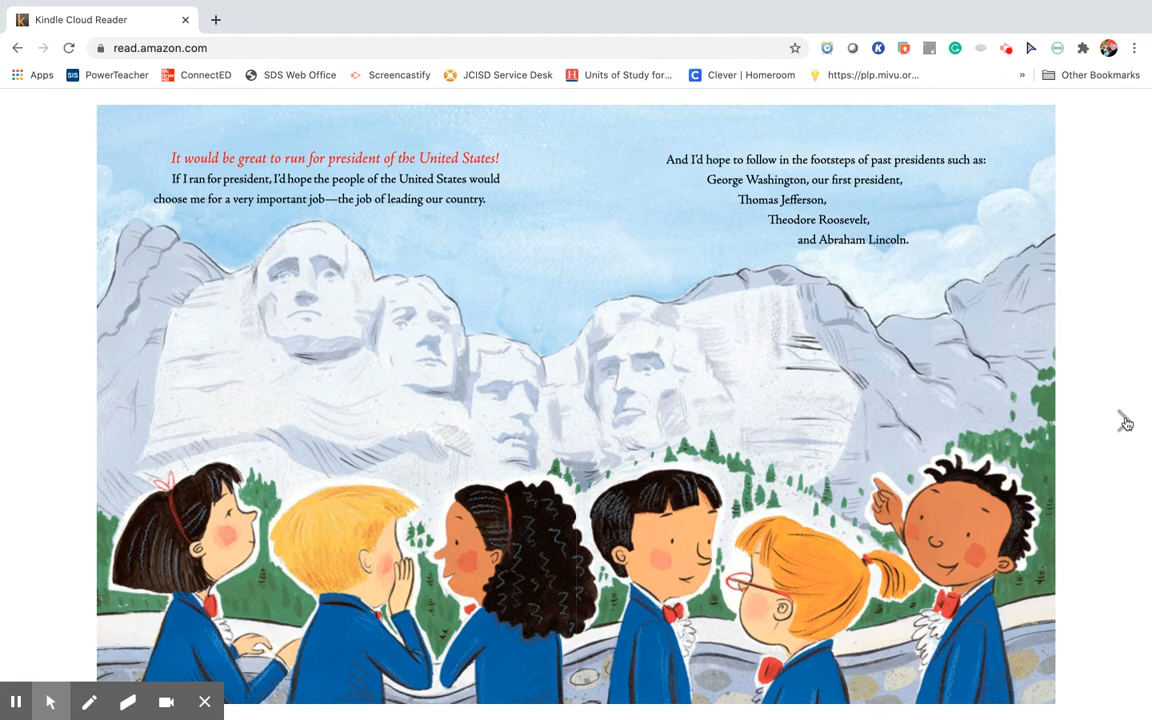 Kindle Cloud Reader
read.amazon.com
Apps
SIS PowerTeacher
ConnectED
SDS Web Office
Screencastify
JCISD Service Desk
H Units of Study for...
C Clever | Homeroom
https://plp.mivu.or...
» Other Bookmarks
It would be great to run for president of the United States!
If I ran for president, I'd hope the people of the United States would
choose me for a very important job—the job of leading our country.
And I'd hope to follow in the footsteps of past presidents such as:
George Washington, our first president,
Thomas Jefferson,
Theodore Roosevelt,
and Abraham Lincoln.